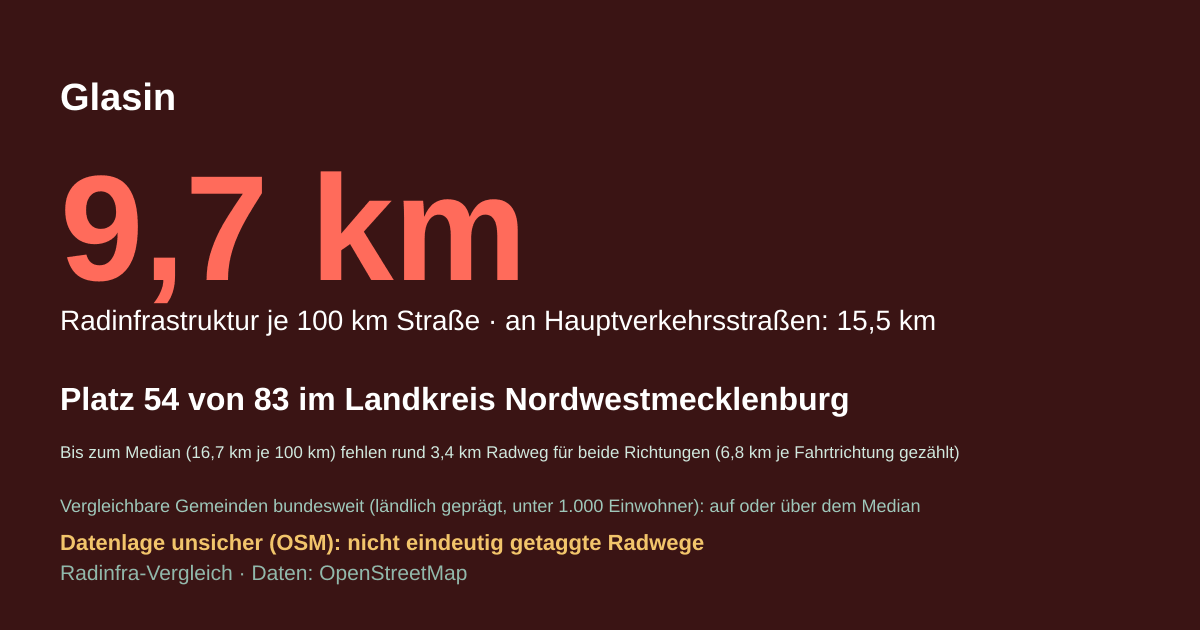 Glasin
9,7 km
Radinfrastruktur je 100 km Straße · an Hauptverkehrsstraßen: 15,5 km
Platz 54 von 83 im Landkreis Nordwestmecklenburg
Bis zum Median (16,7 km je 100 km) fehlen rund 3,4 km Radweg für beide Richtungen (6,8 km je Fahrtrichtung gezählt)
Vergleichbare Gemeinden bundesweit (ländlich geprägt, unter 1.000 Einwohner): auf oder über dem Median
Datenlage unsicher (OSM): nicht eindeutig getaggte Radwege
Radinfra-Vergleich · Daten: OpenStreetMap